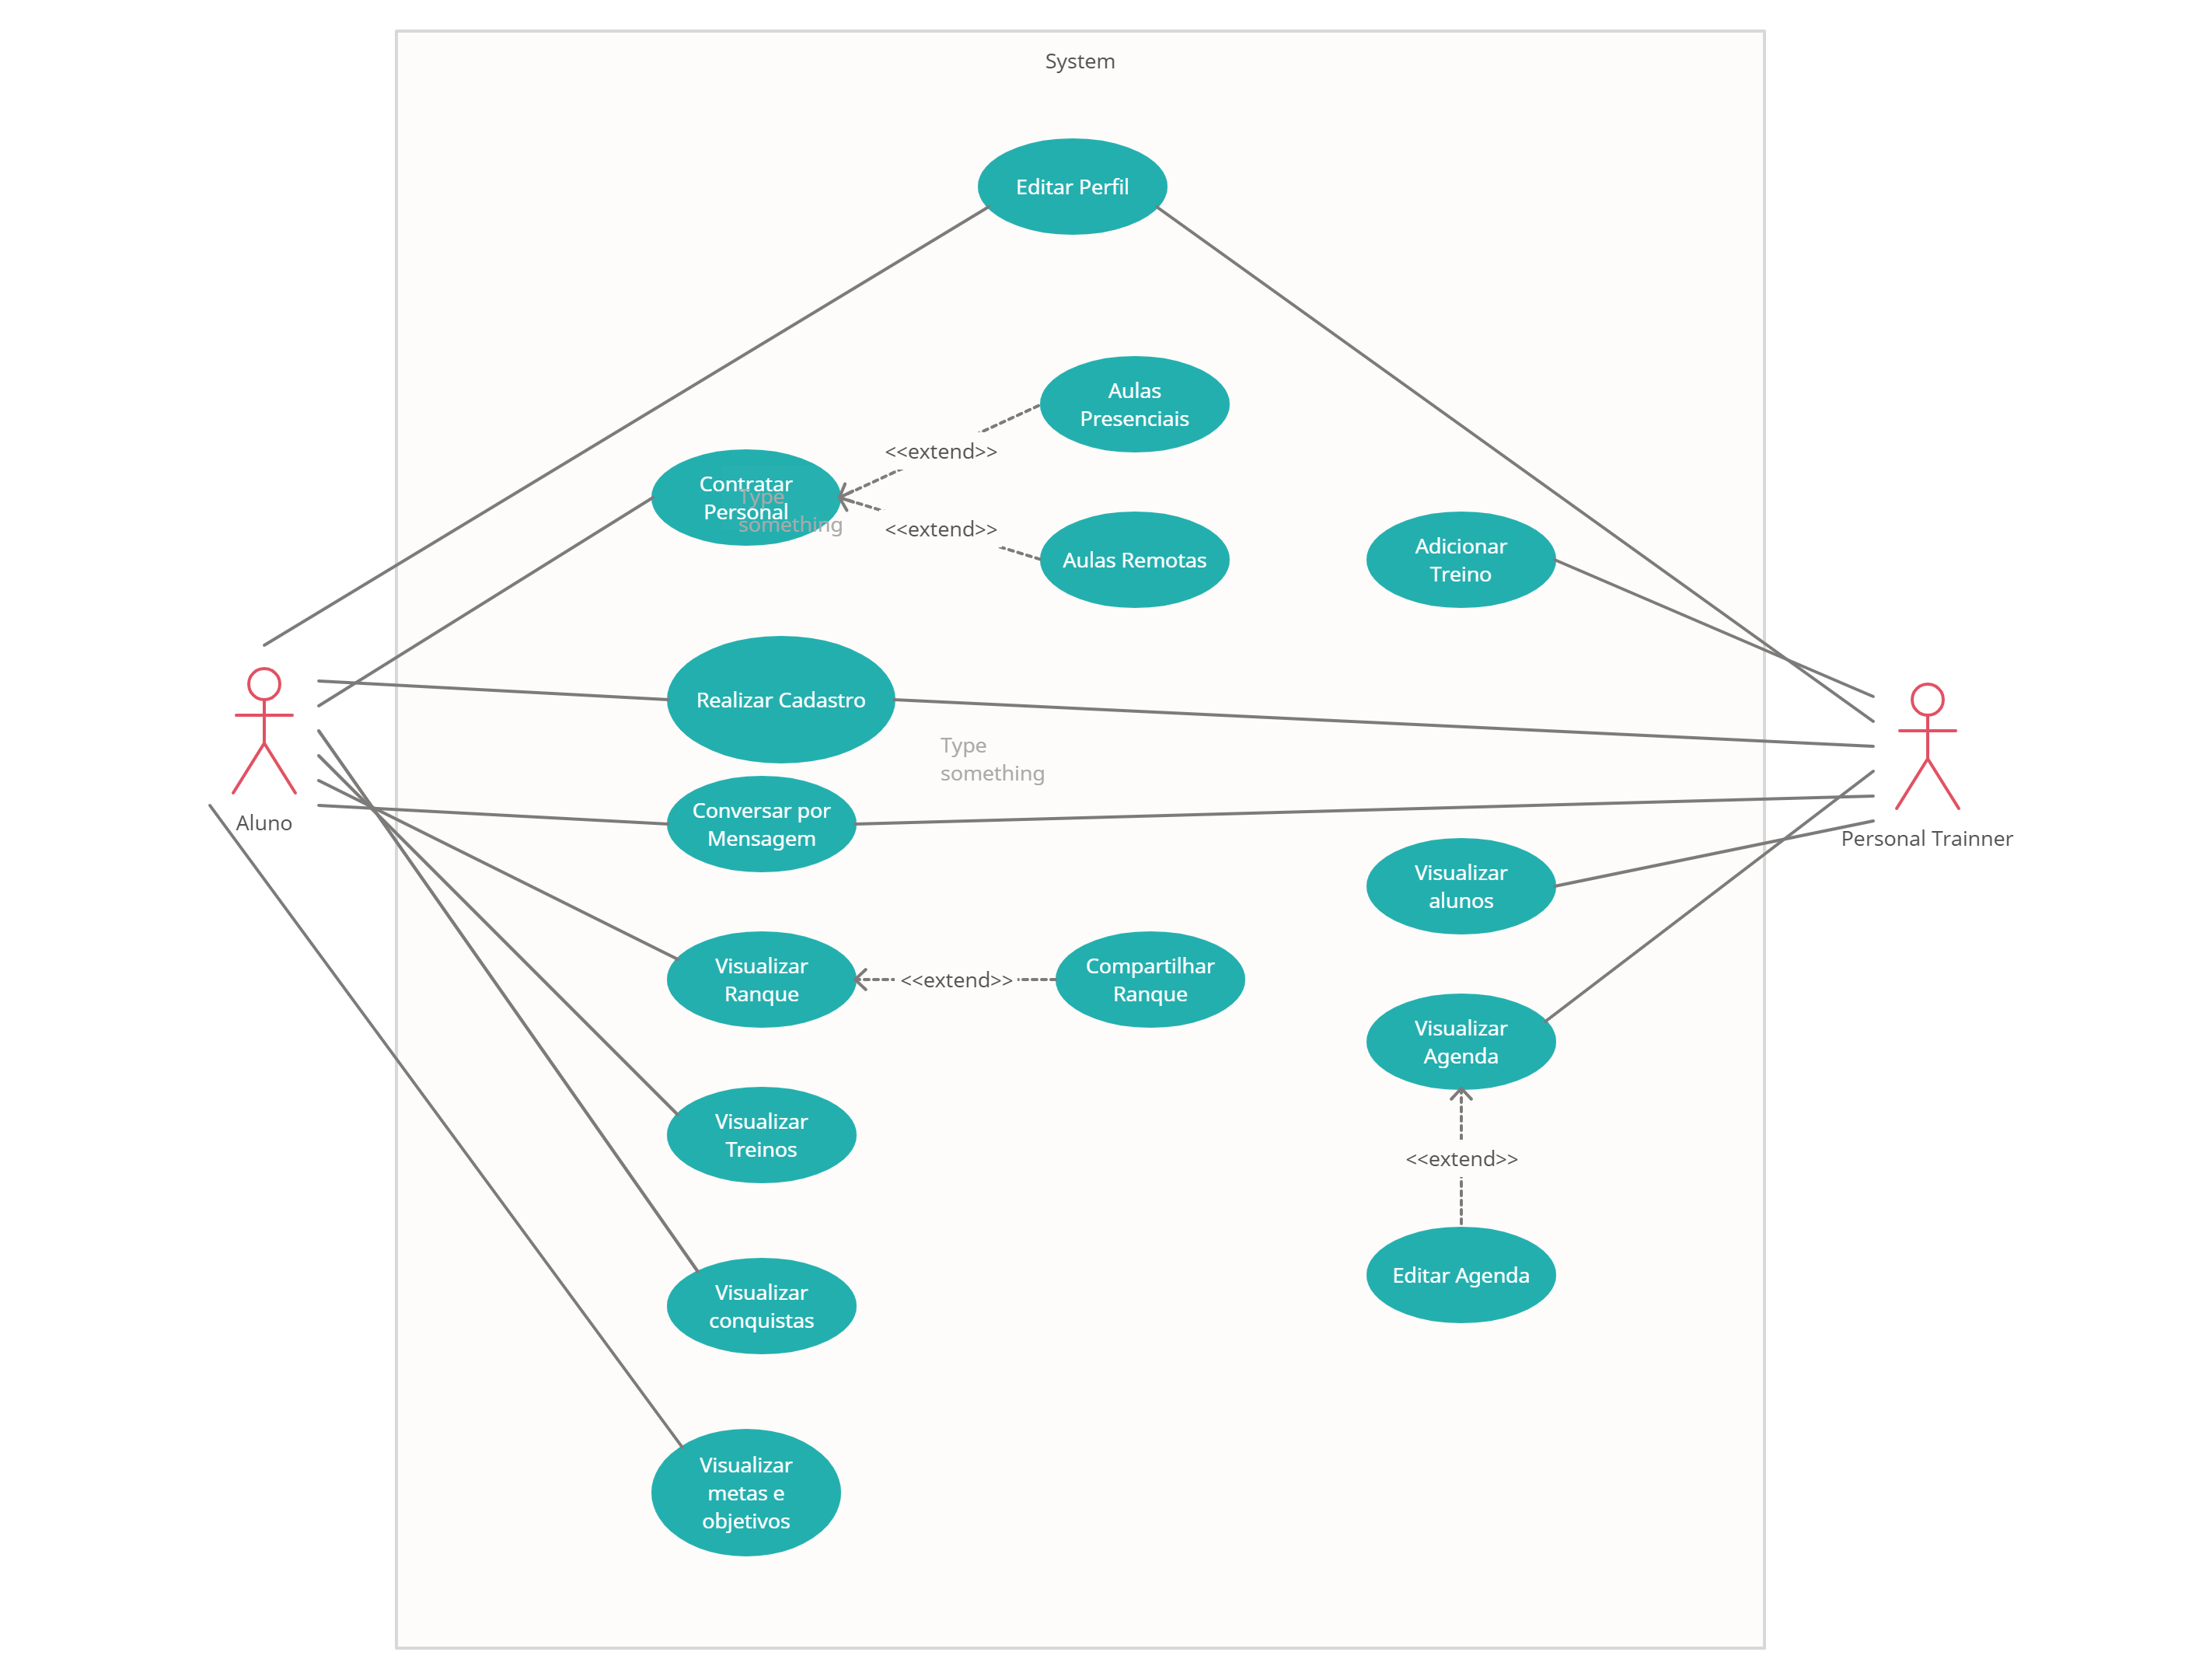 System
Editar Perfil
Aulas
Presenciais
<<extend>>
Contratar
Personal
Type
something
<<extend>>
Aulas Remotas
Adicionar
Treino
Realizar Cadastro
Type
something
Conversar por
Mensagem
Aluno
Personal Trainner
Visualizar
alunos
Visualizar
Ranque
<<extend>>
Compartilhar
Ranque
Visualizar
Agenda
Visualizar
Treinos
<<extend>>
Editar Agenda
Visualizar
conquistas
Visualizar
metas e
objetivos